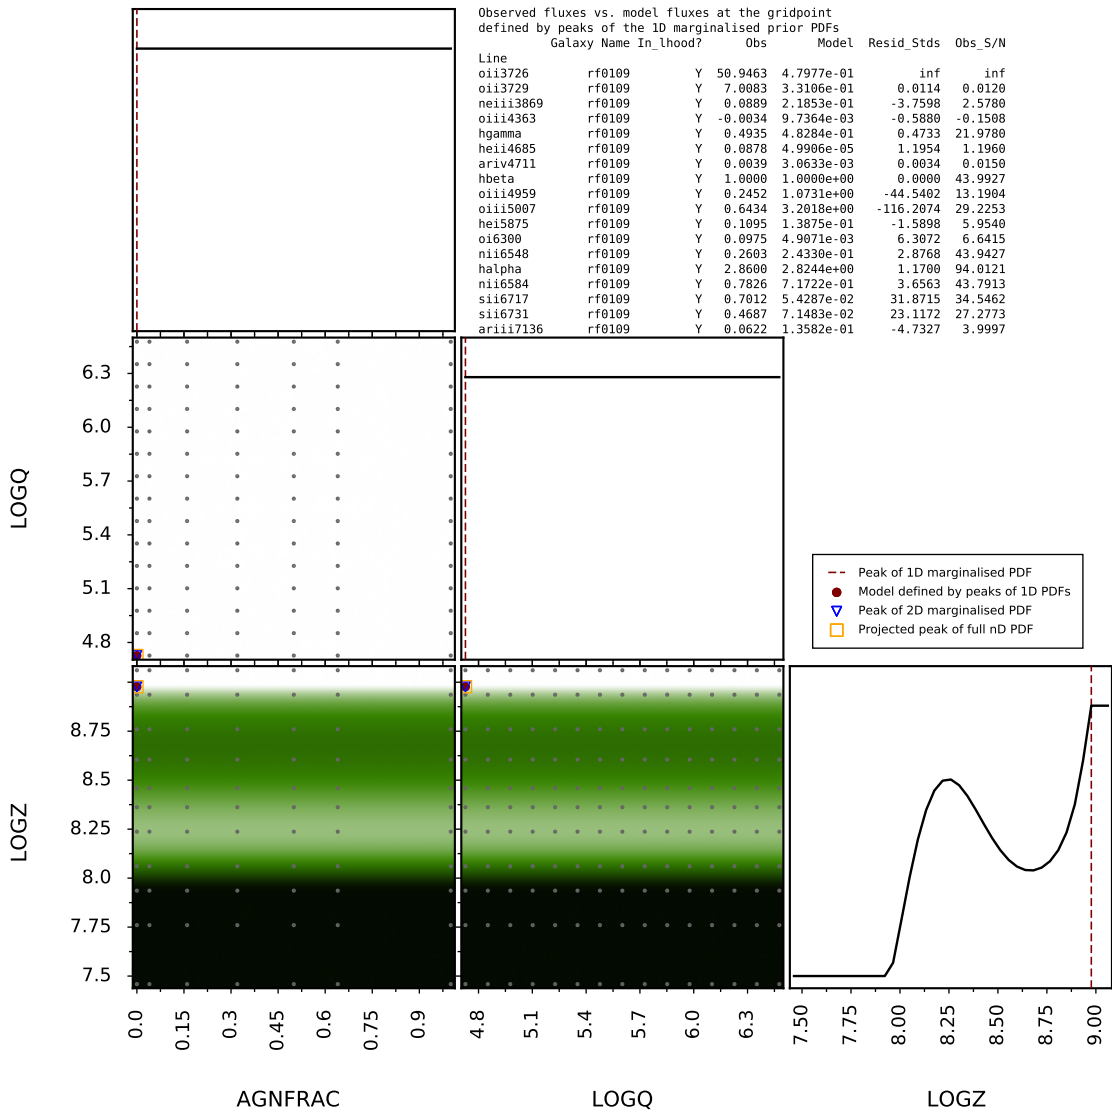 Observed fluxes vs. model fluxes at the gridpoint
defined by peaks of the 1D marginalised prior PDFs
Galaxy Name In_lhood? Obs Model Resid_Stds Obs_S/N
Line
oii3726 rf0109 Y 50.9463 4.7977e-01 inf inf
oii3729 rf0109 Y 7.0083 3.3106e-01 0.0114 0.0120
neiii3869 rf0109 Y 0.0889 2.1853e-01 -3.7598 2.5780
oiii4363 rf0109 Y -0.0034 9.7364e-03 -0.5880 -0.1508
hgamma rf0109 Y 0.4935 4.8284e-01 0.4733 21.9780
heii4685 rf0109 Y 0.0878 4.9906e-05 1.1954 1.1960
ariv4711 rf0109 Y 0.0039 3.0633e-03 0.0034 0.0150
hbeta rf0109 Y 1.0000 1.0000e+00 0.0000 43.9927
oiii4959 rf0109 Y 0.2452 1.0731e+00 -44.5402 13.1904
oiii5007 rf0109 Y 0.6434 3.2018e+00 -116.2074 29.2253
hei5875 rf0109 Y 0.1095 1.3875e-01 -1.5898 5.9540
oi6300 rf0109 Y 0.0975 4.9071e-03 6.3072 6.6415
nii6548 rf0109 Y 0.2603 2.4330e-01 2.8768 43.9427
halpha rf0109 Y 2.8600 2.8244e+00 1.1700 94.0121
nii6584 rf0109 Y 0.7826 7.1722e-01 3.6563 43.7913
sii6717 rf0109 Y 0.7012 5.4287e-02 31.8715 34.5462
sii6731 rf0109 Y 0.4687 7.1483e-02 23.1172 27.2773
ariii7136 rf0109 Y 0.0622 1.3582e-01 -4.7327 3.9997
6.3
6.0
5.7
5.4
5.1
4.8
LOGQ
Peak of 1D marginalised PDF
Model defined by peaks of 1D PDFs
Peak of 2D marginalised PDF
Projected peak of full nD PDF
8.75
8.5
8.25
8.0
7.75
7.5
LOGZ
0.0 0.15 0.3 0.45 0.6 0.75 0.9
4.8 5.1 5.4 5.7 6.0 6.3
7.50 7.75 8.00 8.25 8.50 8.75 9.00
AGNFRAC LOGQ LOGZ